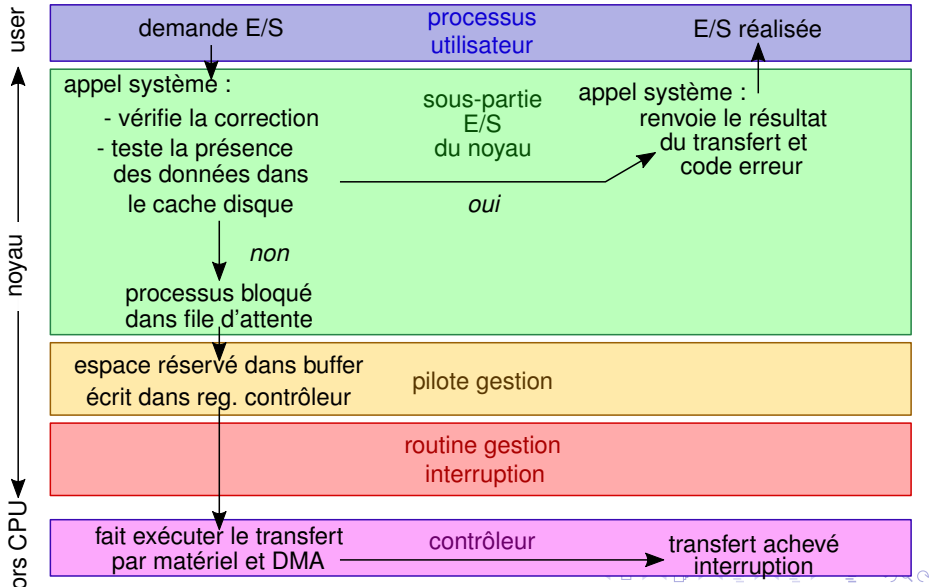 user
noyau
ors CPU
demande E/S
processus
utilisateur
E/S réalisée
appel système :
- vérifie la correction
- teste la présence
des données dans
le cache disque
sous-partie
E/S
du noyau
appel système :
renvoie le résultat
du transfert et
code erreur
oui
non
processus bloqué
dans file d'attente
espace réservé dans buffer
écrit dans reg. contrôleur
pilote gestion
routine gestion
interruption
fait exécuter le transfert
par matériel et DMA
contrôleur
transfert achevé
interruption